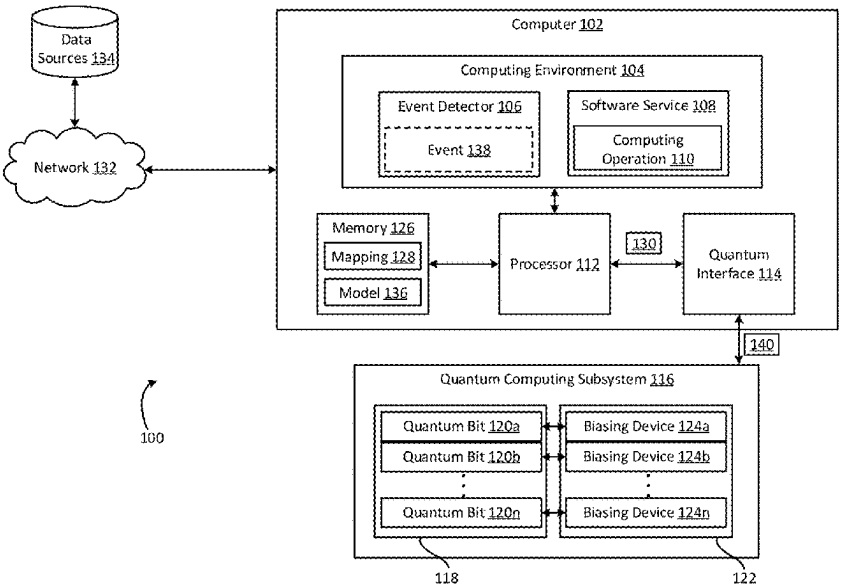 Data
Sources 134
Network 132
Computer 102
Computing Environment 104
Event Detector 106
Event 138
Software Service 108
Computing
Operation 110
Memory 126
Mapping 128
Model 136
Processor 112
130
Quantum
Interface 114
140
Quantum Computing Subsystem 116
Quantum Bit 120a
Biasing Device 124a
Quantum Bit 120b
Biasing Device 124b
Quantum Bit 120n
Biasing Device 124n
100
118
122